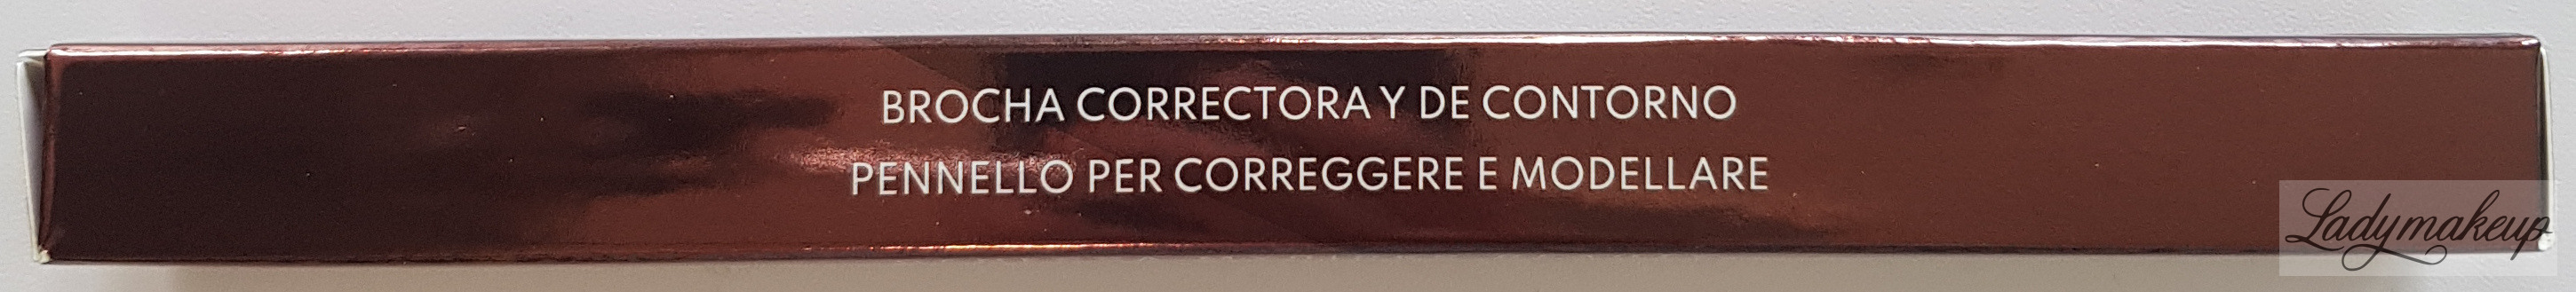 BROCHA CORRECTORA Y DE CONTORNO
PENNELLO PER CORREGGERE E MODELLARE
Ladymakeup